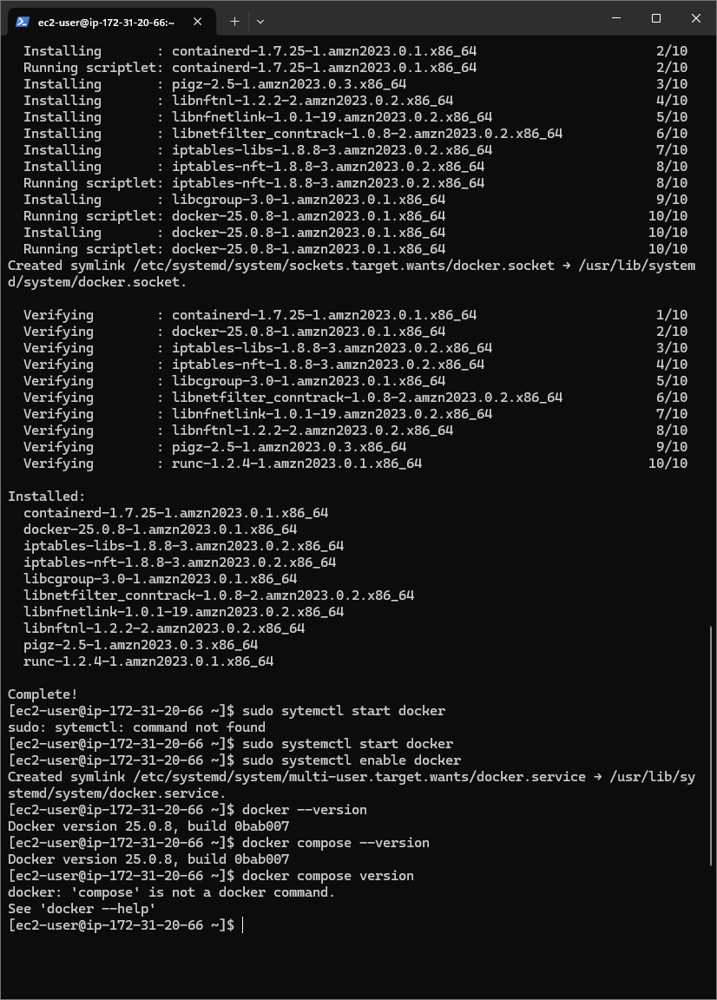 ec2-user@ip-172-31-20-66:~
Installing       : containerd-1.7.25-1.amzn2023.0.1.x86_64                       2/10
Running scriptlet: containerd-1.7.25-1.amzn2023.0.1.x86_64                       2/10
Installing       : pigz-2.5-1.amzn2023.0.3.x86_64                                3/10
Installing       : libnftnl-1.2.2-2.amzn2023.0.2.x86_64                          4/10
Installing       : libnfnetlink-1.0.1-19.amzn2023.0.2.x86_64                     5/10
Installing       : libnetfilter_conntrack-1.0.8-2.amzn2023.0.2.x86_64            6/10
Installing       : iptables-libs-1.8.8-3.amzn2023.0.2.x86_64                     7/10
Installing       : iptables-nft-1.8.8-3.amzn2023.0.2.x86_64                      8/10
Running scriptlet: iptables-nft-1.8.8-3.amzn2023.0.2.x86_64                      8/10
Installing       : libcgroup-3.0-1.amzn2023.0.1.x86_64                           9/10
Running scriptlet: docker-25.0.8-1.amzn2023.0.1.x86_64                          10/10
Installing       : docker-25.0.8-1.amzn2023.0.1.x86_64                          10/10
Running scriptlet: docker-25.0.8-1.amzn2023.0.1.x86_64                          10/10
Created symlink /etc/systemd/system/sockets.target.wants/docker.socket → /usr/lib/system
d/system/docker.socket.
Verifying        : containerd-1.7.25-1.amzn2023.0.1.x86_64                       1/10
Verifying        : docker-25.0.8-1.amzn2023.0.1.x86_64                           2/10
Verifying        : iptables-libs-1.8.8-3.amzn2023.0.2.x86_64                     3/10
Verifying        : iptables-nft-1.8.8-3.amzn2023.0.2.x86_64                      4/10
Verifying        : libcgroup-3.0-1.amzn2023.0.1.x86_64                           5/10
Verifying        : libnetfilter_conntrack-1.0.8-2.amzn2023.0.2.x86_64            6/10
Verifying        : libnfnetlink-1.0.1-19.amzn2023.0.2.x86_64                     7/10
Verifying        : libnftnl-1.2.2-2.amzn2023.0.2.x86_64                          8/10
Verifying        : pigz-2.5-1.amzn2023.0.3.x86_64                                9/10
Verifying        : runc-1.2.4-1.amzn2023.0.1.x86_64                             10/10
Installed:
containerd-1.7.25-1.amzn2023.0.1.x86_64
docker-25.0.8-1.amzn2023.0.1.x86_64
iptables-libs-1.8.8-3.amzn2023.0.2.x86_64
iptables-nft-1.8.8-3.amzn2023.0.2.x86_64
libcgroup-3.0-1.amzn2023.0.1.x86_64
libnetfilter_conntrack-1.0.8-2.amzn2023.0.2.x86_64
libnfnetlink-1.0.1-19.amzn2023.0.2.x86_64
libnftnl-1.2.2-2.amzn2023.0.2.x86_64
pigz-2.5-1.amzn2023.0.3.x86_64
runc-1.2.4-1.amzn2023.0.1.x86_64
Complete!
[ec2-user@ip-172-31-20-66 ~]$ sudo sytemctl start docker
sudo: sytemctl: command not found
[ec2-user@ip-172-31-20-66 ~]$ sudo systemctl start docker
[ec2-user@ip-172-31-20-66 ~]$ sudo systemctl enable docker
Created symlink /etc/systemd/system/multi-user.target.wants/docker.service → /usr/lib/sy
stemd/system/docker.service.
[ec2-user@ip-172-31-20-66 ~]$ docker --version
Docker version 25.0.8, build 0bab007
[ec2-user@ip-172-31-20-66 ~]$ docker compose --version
Docker version 25.0.8, build 0bab007
[ec2-user@ip-172-31-20-66 ~]$ docker compose version
docker: 'compose' is not a docker command.
See 'docker --help'
[ec2-user@ip-172-31-20-66 ~]$